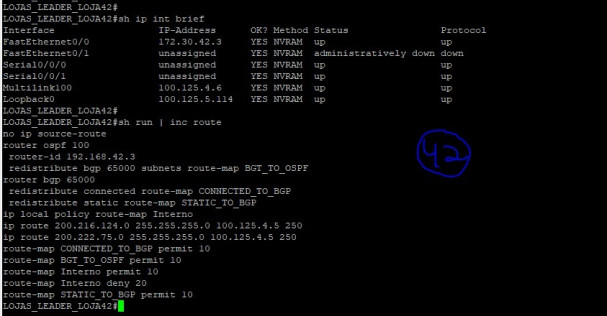 LOJAS_LEADER_LOJA42#
LOJAS_LEADER_LOJA42#sh ip int brief
Interface IP-Address OK? Method Status Protocol
FastEthernet0/0 172.30.42.3 YES NVRAM up up
FastEthernet0/1 unassigned YES NVRAM administratively down down
Serial0/0/0 unassigned YES NVRAM up up
Serial0/0/1 unassigned YES NVRAM up up
Multilink100 100.125.4.6 YES NVRAM up up
Loopback0 100.125.5.114 YES NVRAM up up
LOJAS_LEADER_LOJA42#
LOJAS_LEADER_LOJA42#sh run | inc route
no ip source-route
router ospf 100
router-id 192.168.42.3
redistribute bgp 65000 subnets route-map BGT_TO_OSPF
router bgp 65000
redistribute connected route-map CONNECTED_TO_BGP
redistribute static route-map STATIC_TO_BGP
ip local policy route-map Interno
ip route 200.216.124.0 255.255.255.0 100.125.4.5 250
ip route 200.222.75.0 255.255.255.0 100.125.4.5 250
route-map CONNECTED_TO_BGP permit 10
route-map BGT_TO_OSPF permit 10
route-map Interno permit 10
route-map Interno deny 20
route-map STATIC_TO_BGP permit 10
LOJAS_LEADER_LOJA42#
42